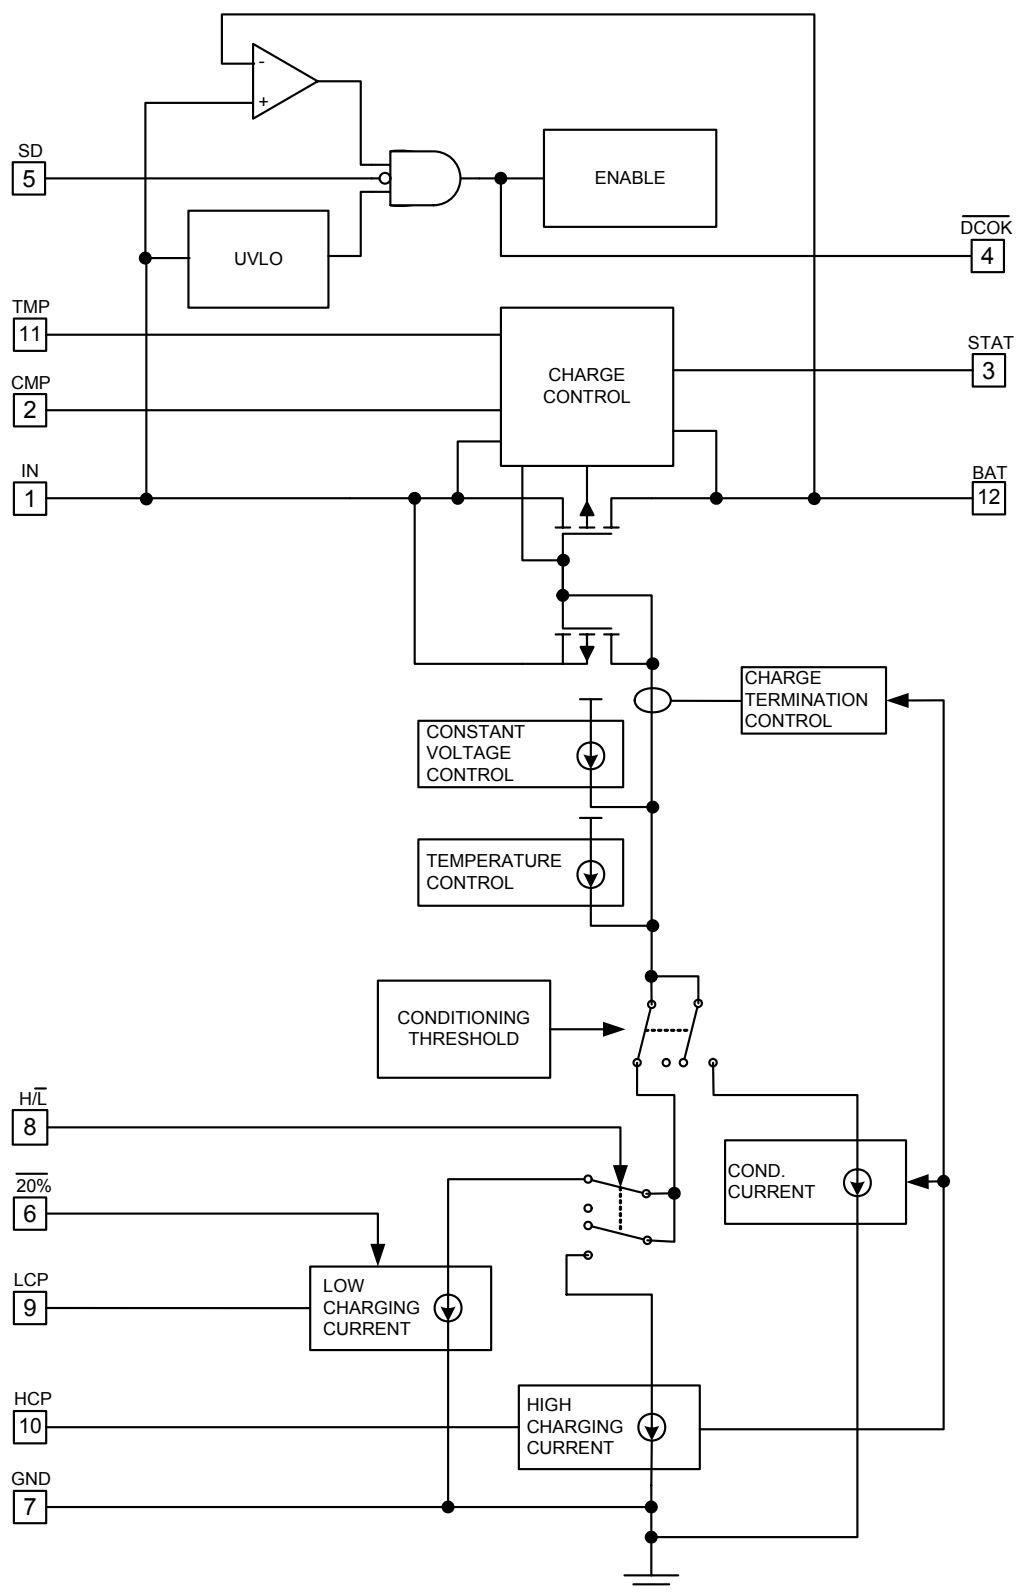 -
+
SD
5
ENABLE
DCOK
4
UVLO
TMP
11
CHARGE
CONTROL
STAT
3
CMP
2
IN
1
BAT
12
CHARGE
TERMINATION
CONTROL
CONSTANT
VOLTAGE
CONTROL
TEMPERATURE
CONTROL
CONDITIONING
THRESHOLD
H/L̅
8
COND.
CURRENT
20%
6
LCP
9
LOW
CHARGING
CURRENT
HCP
10
HIGH
CHARGING
CURRENT
GND
7